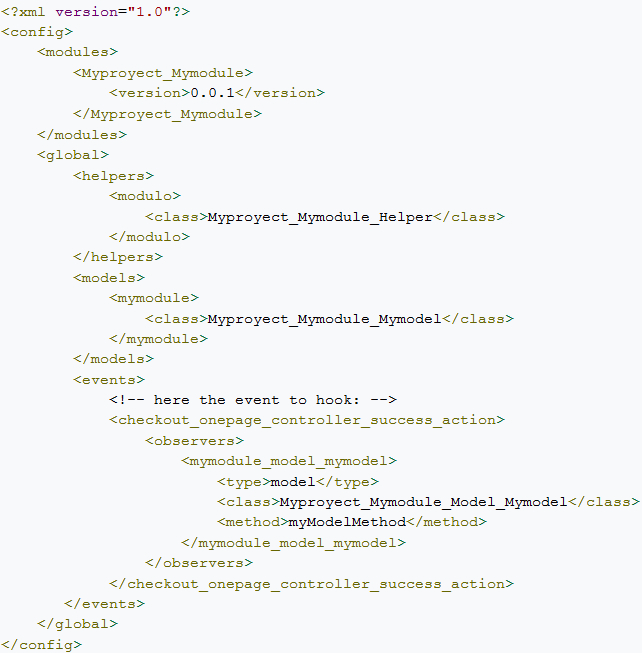 <?xml version="1.0"?>
<config>
    <modules>
        <Myproyect_Mymodule>
            <version>0.0.1</version>
        </Myproyect_Mymodule>
    </modules>
    <global>
        <helpers>
            <modulo>
                <class>Myproyect_Mymodule_Helper</class>
            </modulo>
        </helpers>
        <models>
            <mymodule>
                <class>Myproyect_Mymodule_Mymodel</class>
            </mymodule>
        </models>
        <events>
            <!-- here the event to hook: -->
            <checkout_onepage_controller_success_action>
                <observers>
                    <mymodule_model_mymodel>
                        <type>model</type>
                        <class>Myproyect_Mymodule_Model_Mymodel</class>
                        <method>myModelMethod</method>
                    </mymodule_model_mymodel>
                </observers>
            </checkout_onepage_controller_success_action>
       </events>
    </global>
</config>